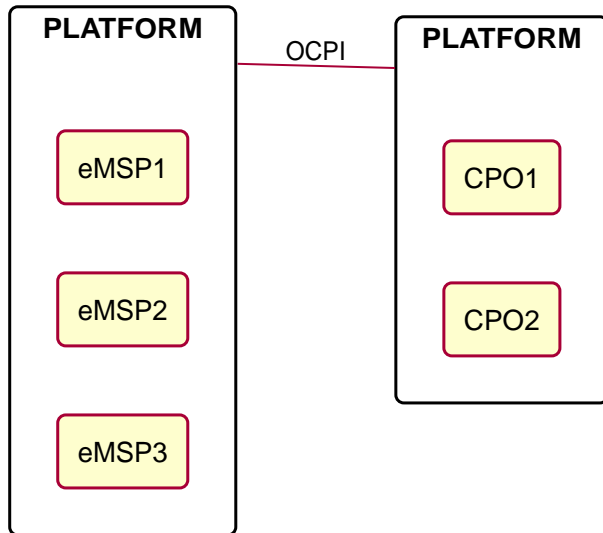 PLATFORM
OCPI
PLATFORM
eMSP1
eMSP2
eMSP3
CPO1
CPO2